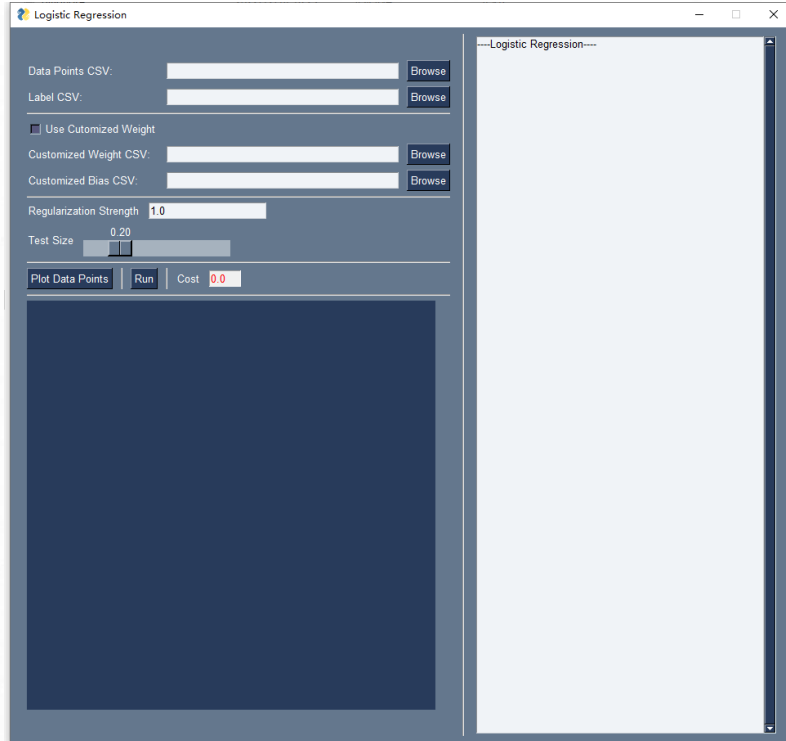 Logistic Regression
Data Points CSV: Browse
Label CSV: Browse
Use Cutomized Weight
Customized Weight CSV: Browse
Customized Bias CSV: Browse
Regularization Strength 1.0
0.20
Test Size
Plot Data Points Run Cost 0.0
----Logistic Regression----